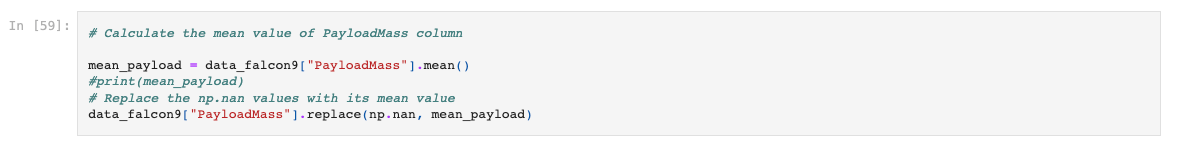 In [59]:
# Calculate the mean value of PayloadMass column
mean_payload = data_falcon9["PayloadMass"].mean()
#print(mean_payload)
# Replace the np.nan values with its mean value
data_falcon9["PayloadMass"].replace(np.nan, mean_payload)